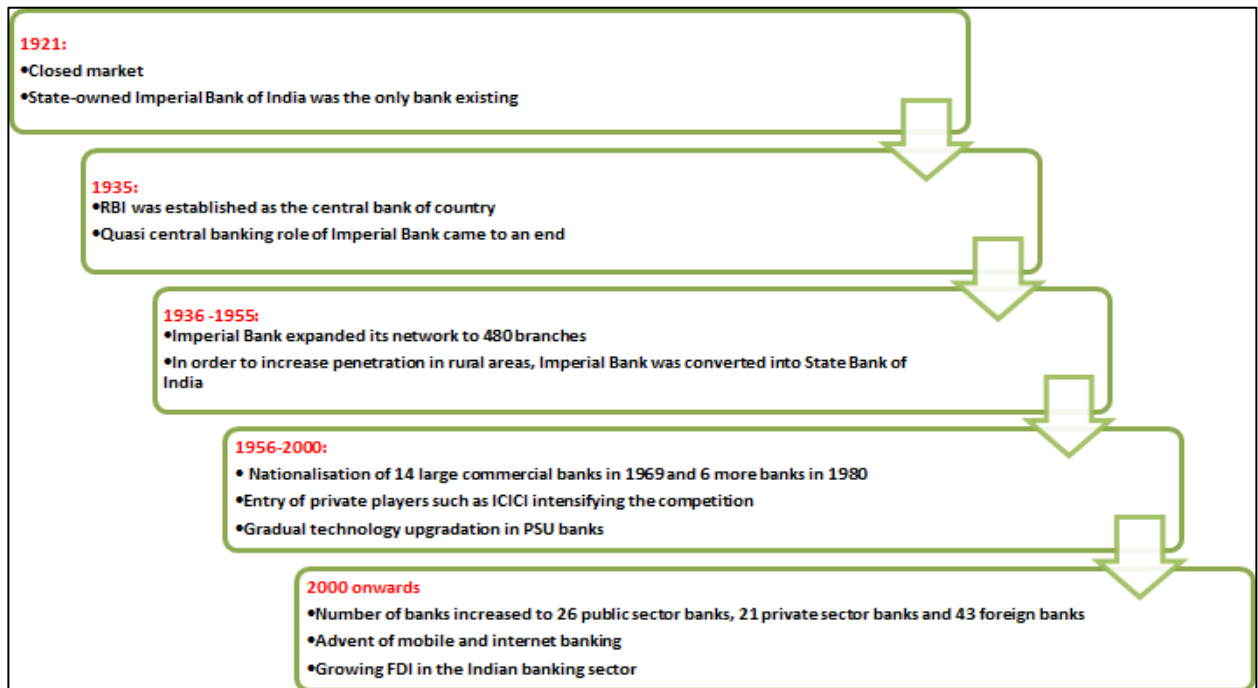 1921:
•Closed market
•State-owned Imperial Bank of India was the only bank existing
1935:
•RBI was established as the central bank of country
•Quasi central banking role of Imperial Bank came to an end
1936 -1955:
•Imperial Bank expanded its network to 480 branches
•In order to increase penetration in rural areas, Imperial Bank was converted into State Bank of
India
1956-2000:
• Nationalisation of 14 large commercial banks in 1969 and 6 more banks in 1980
•Entry of private players such as ICICI intensifying the competition
•Gradual technology upgradation in PSU banks
2000 onwards
•Number of banks increased to 26 public sector banks, 21 private sector banks and 43 foreign banks
•Advent of mobile and internet banking
•Growing FDI in the Indian banking sector